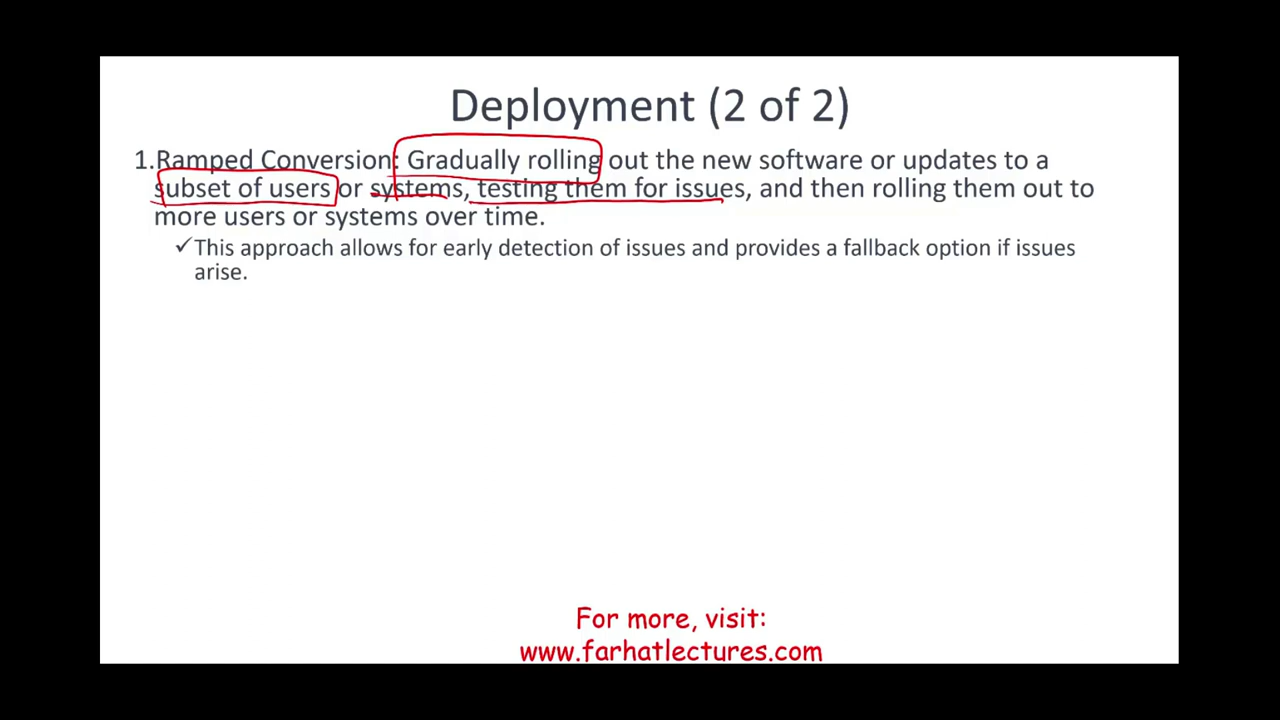 Deployment (2 of 2)
1.Ramped Conversion: Gradually rolling out the new software or updates to a
subset of users or systems, testing them for issues, and then rolling them out to
more users or systems over time.
✓This approach allows for early detection of issues and provides a fallback option if issues
arise.
For more, visit:
www.farhatlectures.com